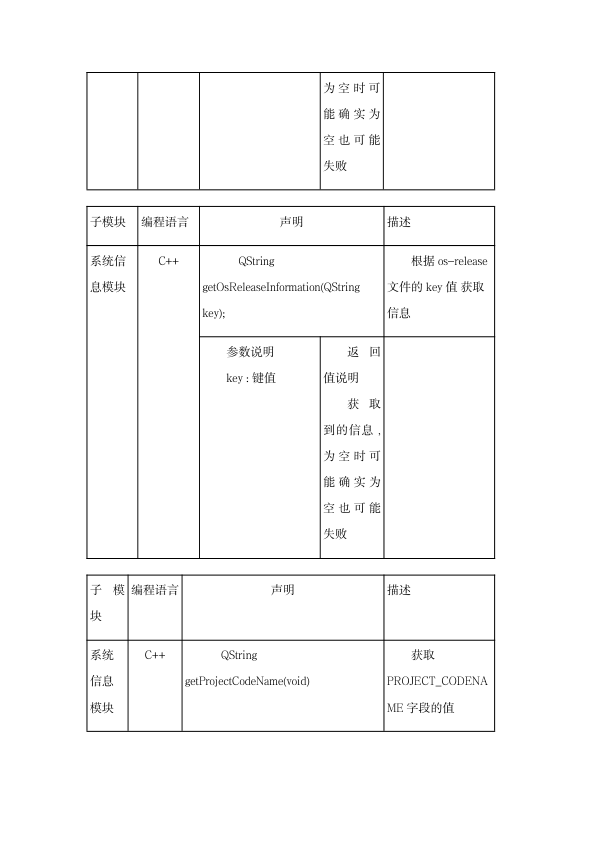 为空时可
能确实为
空也可能
失败
子模块 编程语言 声明 描述
系统信 C++ QString 根据 os-release
息模块 getOsReleaseInformation(QString 文件的 key 值 获取
key); 信息
参数说明 返回
key : 键值 值说明
获取
到的信息 ,
为空时可
能确实为
空也可能
失败
子模 编程语言 声明 描述
块
系统 C++ QString 获取
信息 getProjectCodeName(void) PROJECT_CODENA
模块 ME 字段的值